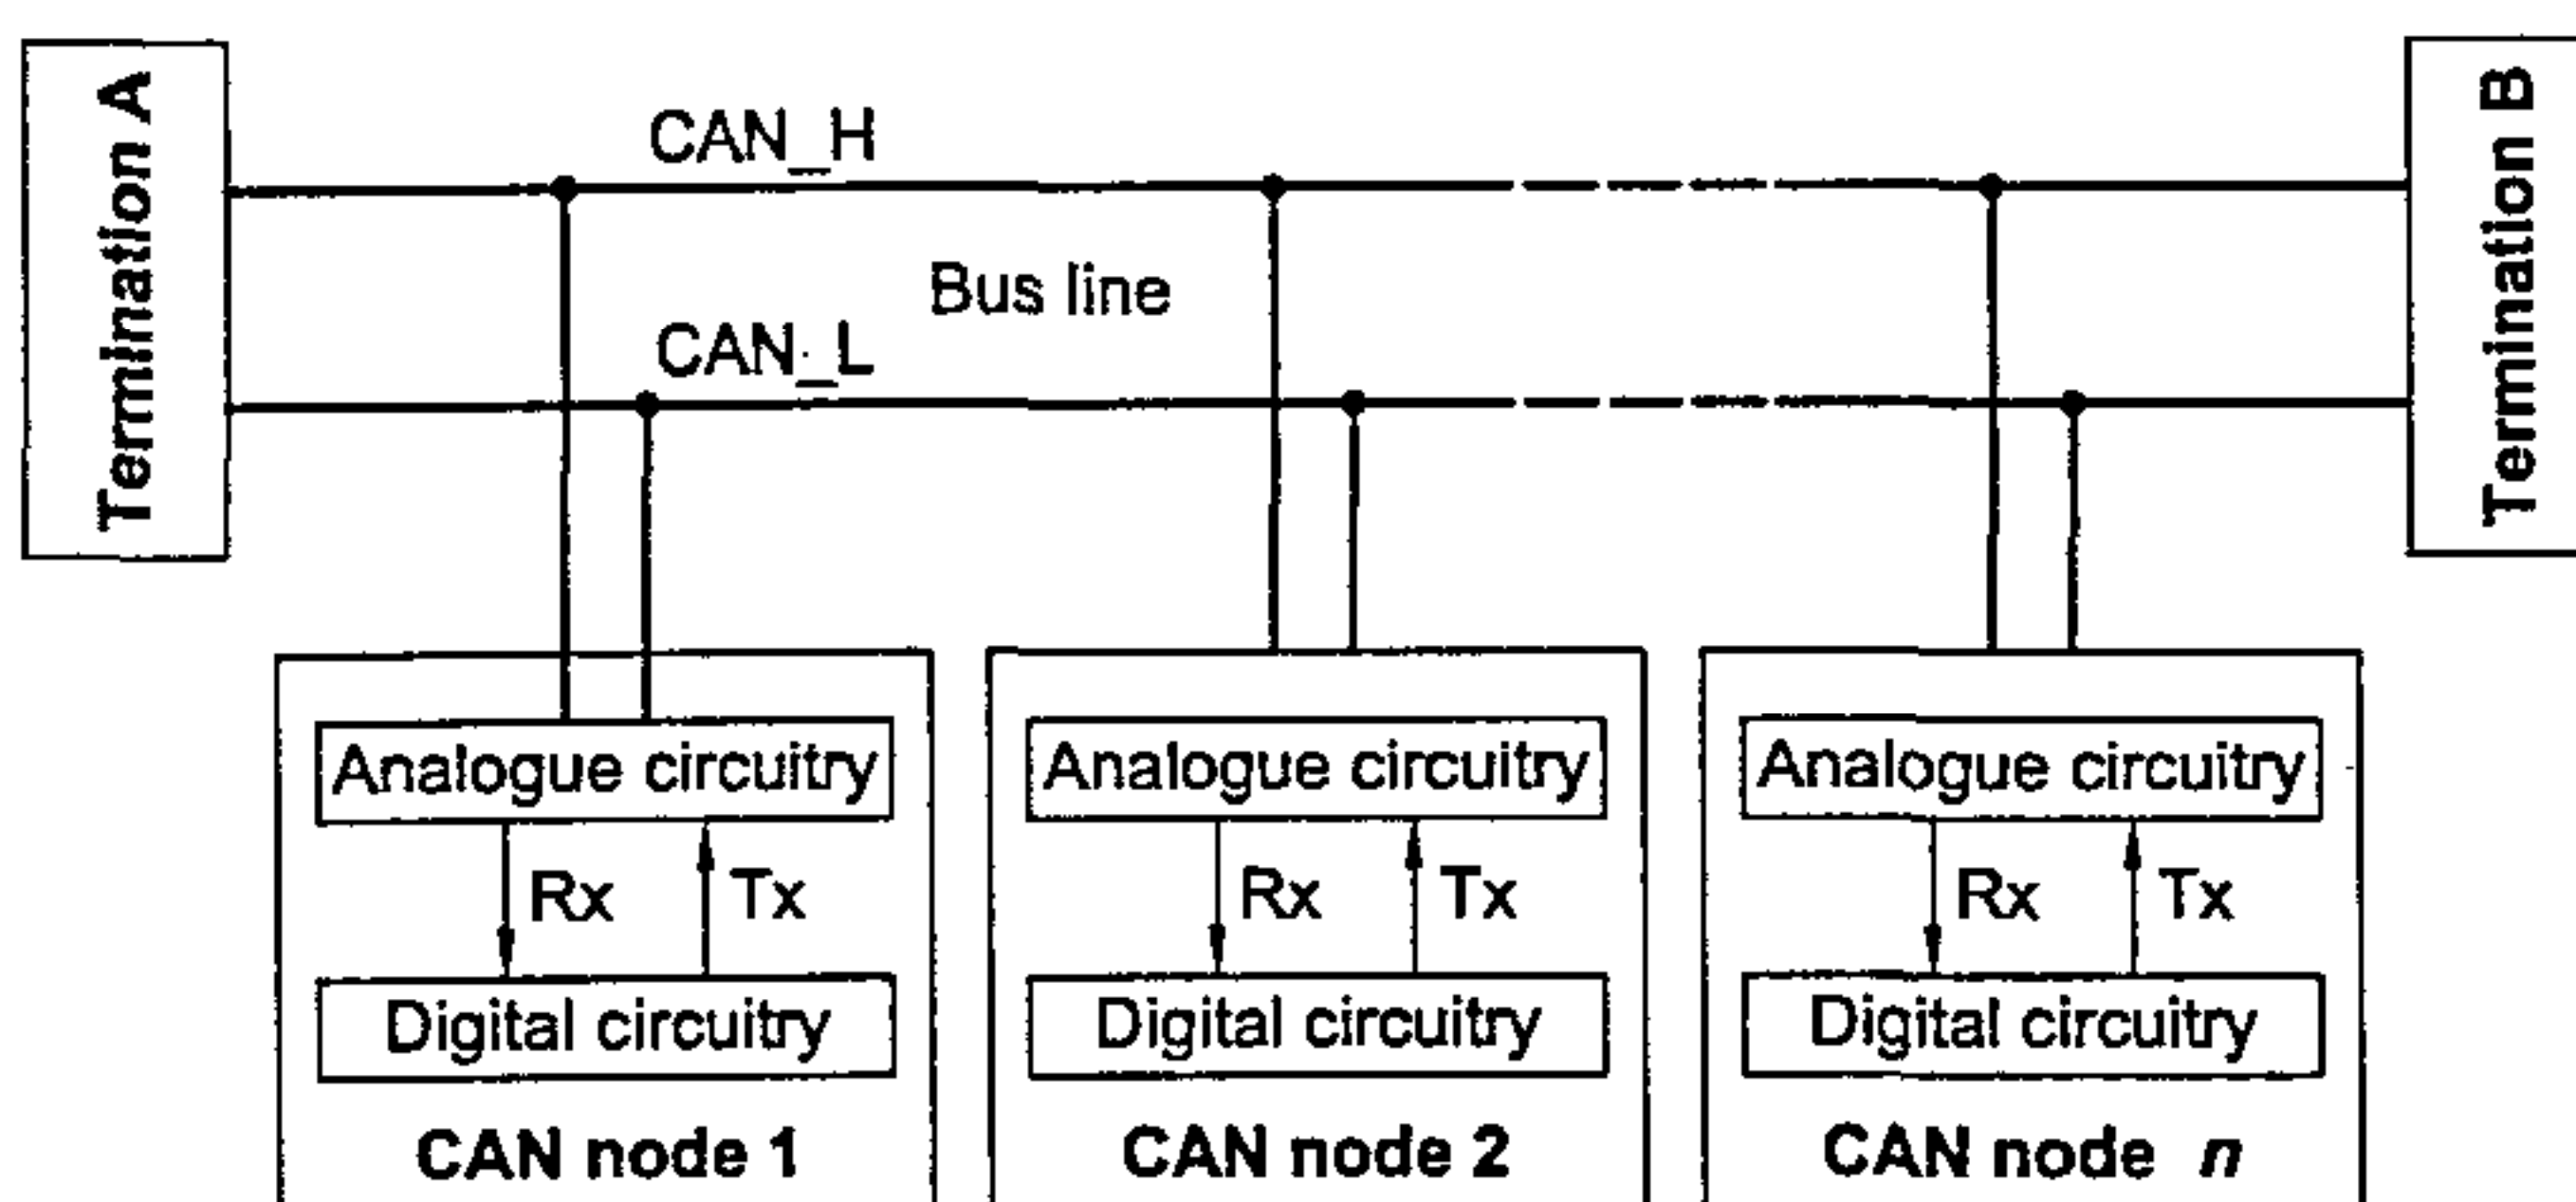 Termination A
CAN_H
Bus line
CAN_L
Termination B
Analogue circuitry
Rx
Tx
Digital circuitry
CAN node 1
Analogue circuitry
Rx
Tx
Digital circuitry
CAN node 2
Analogue circuitry
Rx
Tx
Digital circuitry
CAN node n